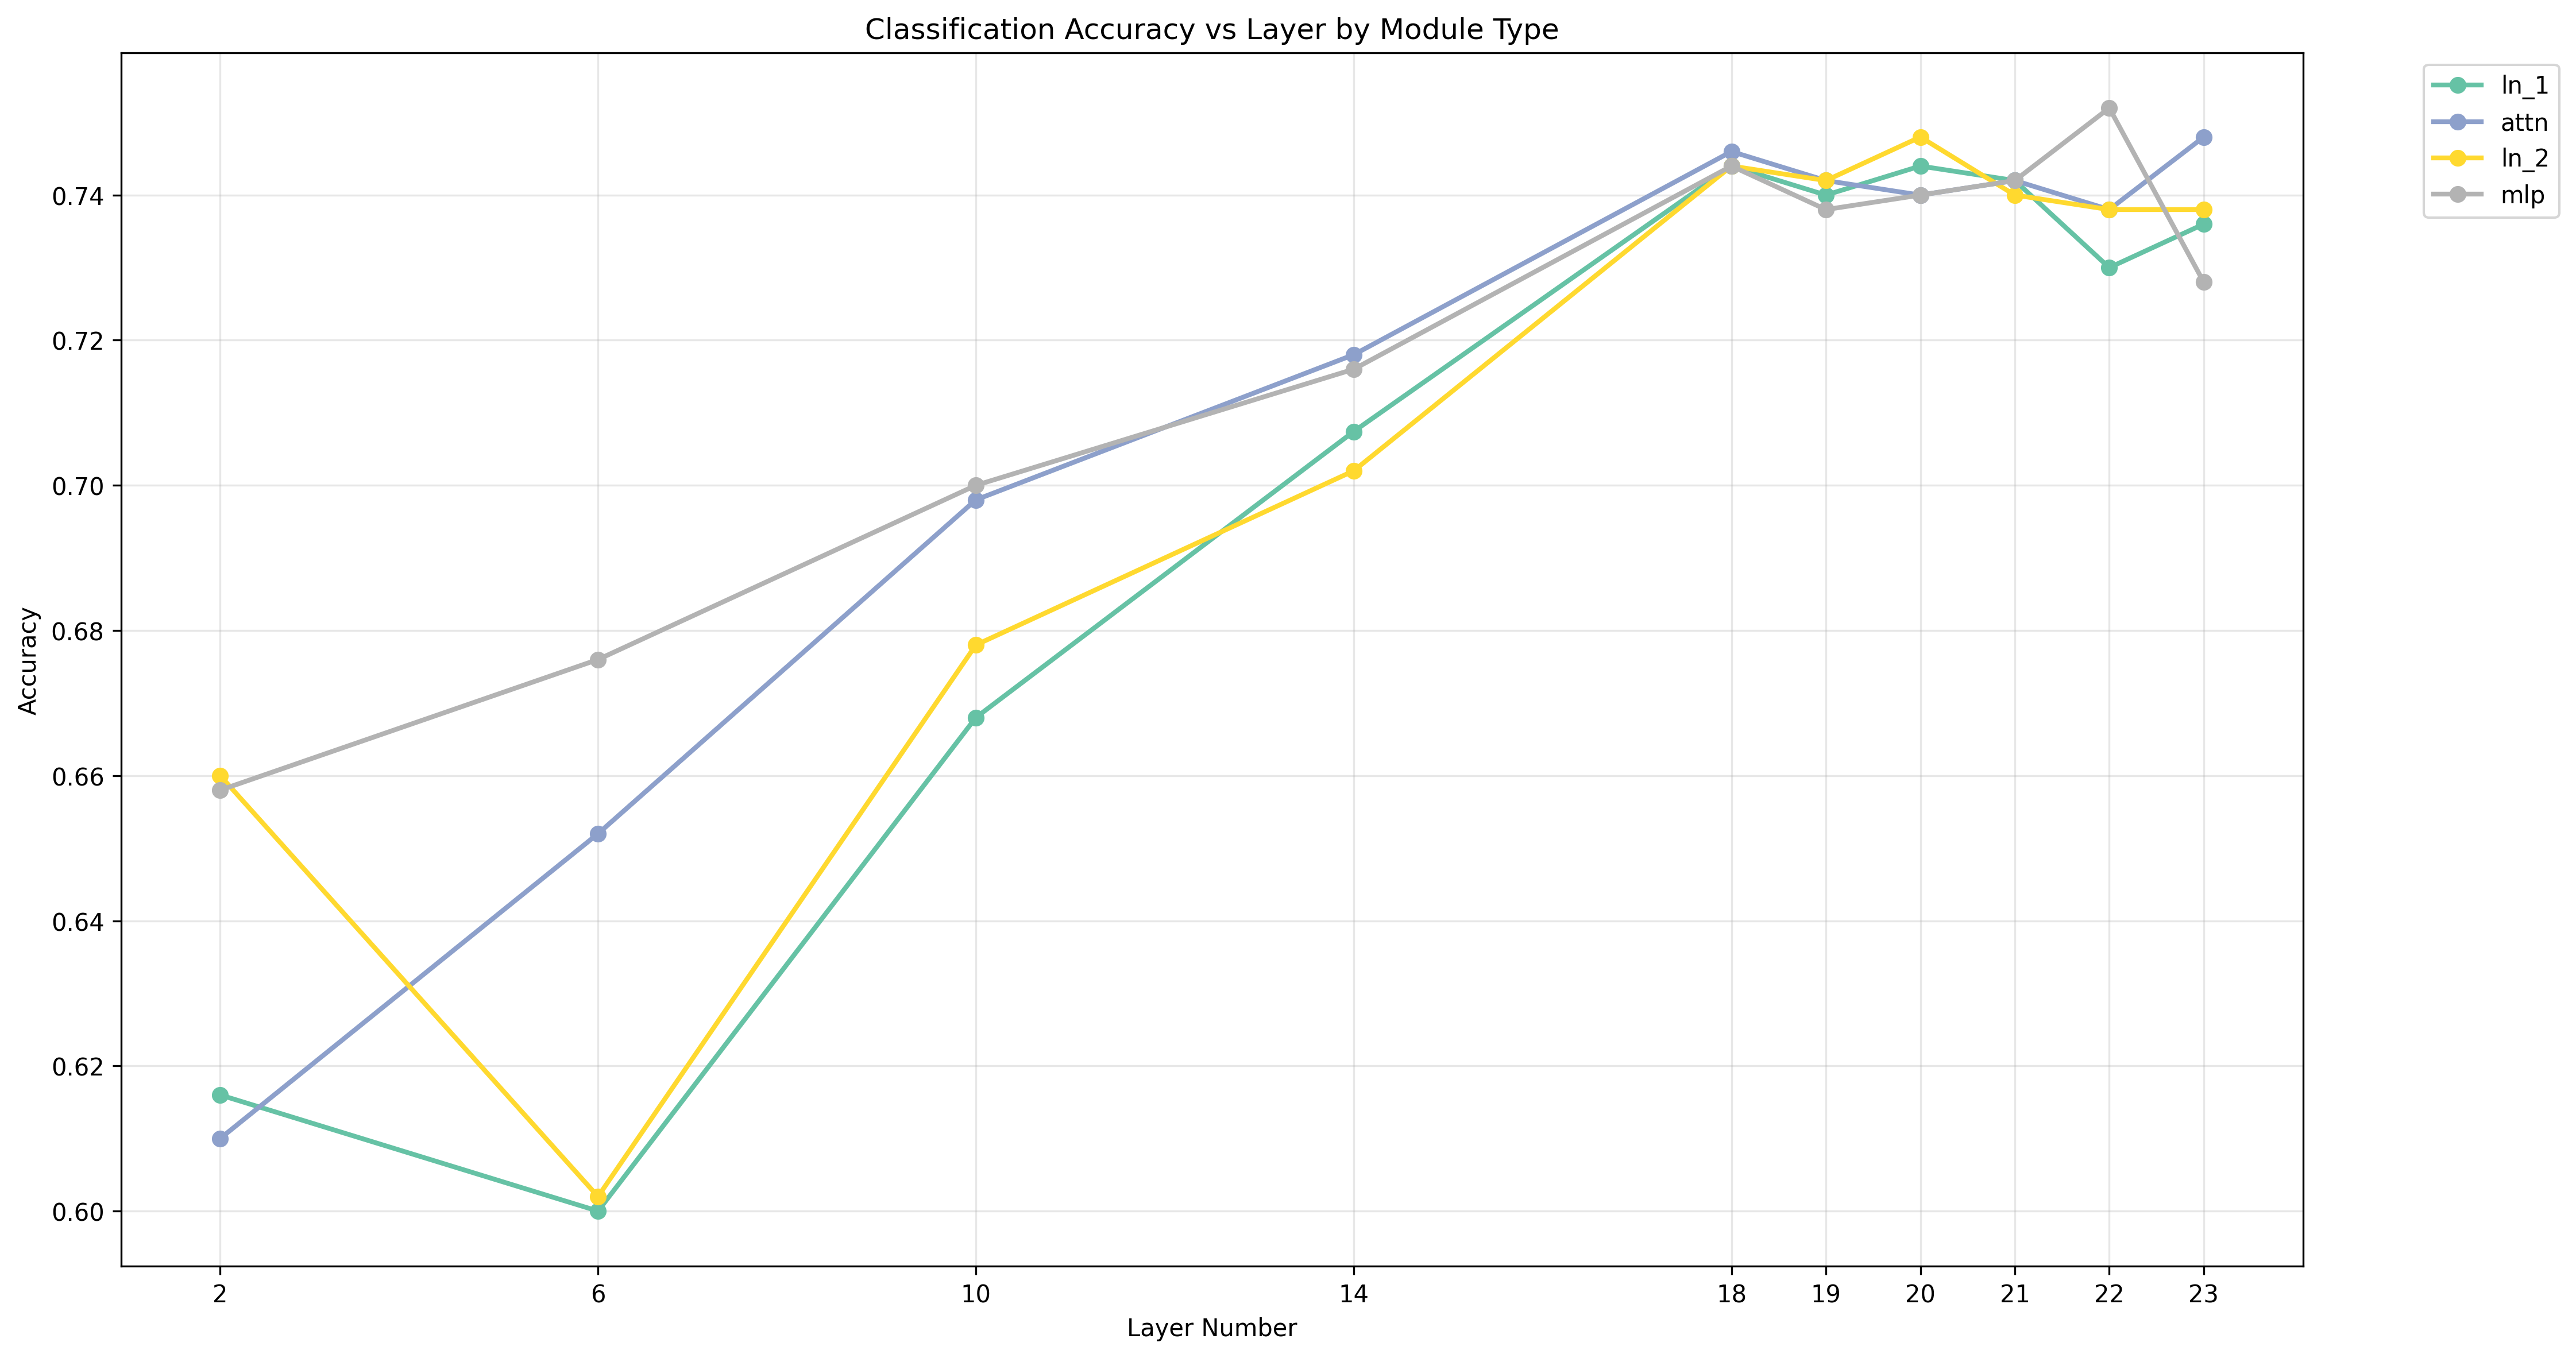 Classification Accuracy vs Layer by Module Type
ln_1
attn
ln_2
mlp
0.74
0.72
0.70
0.68
0.66
0.64
0.62
0.60
Accuracy
2 6 10 14 18 19 20 21 22 23
Layer Number